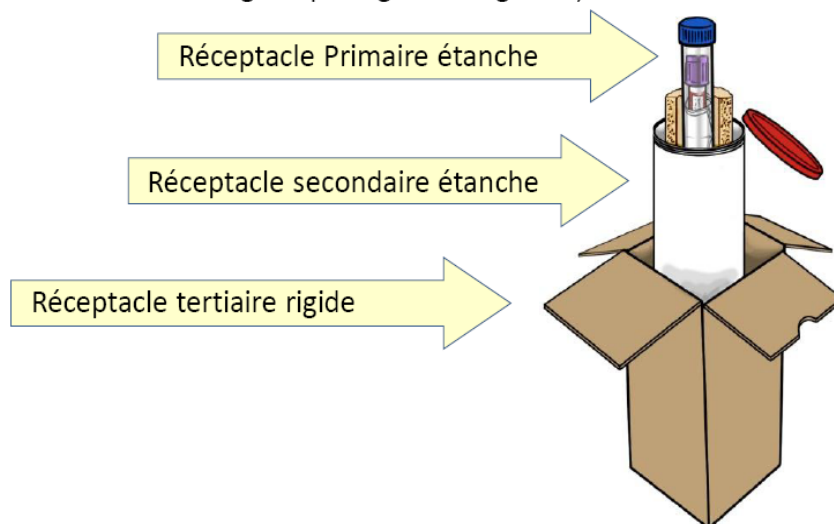 Réceptacle Primaire étanche
Réceptacle secondaire étanche
Réceptacle tertiaire rigide